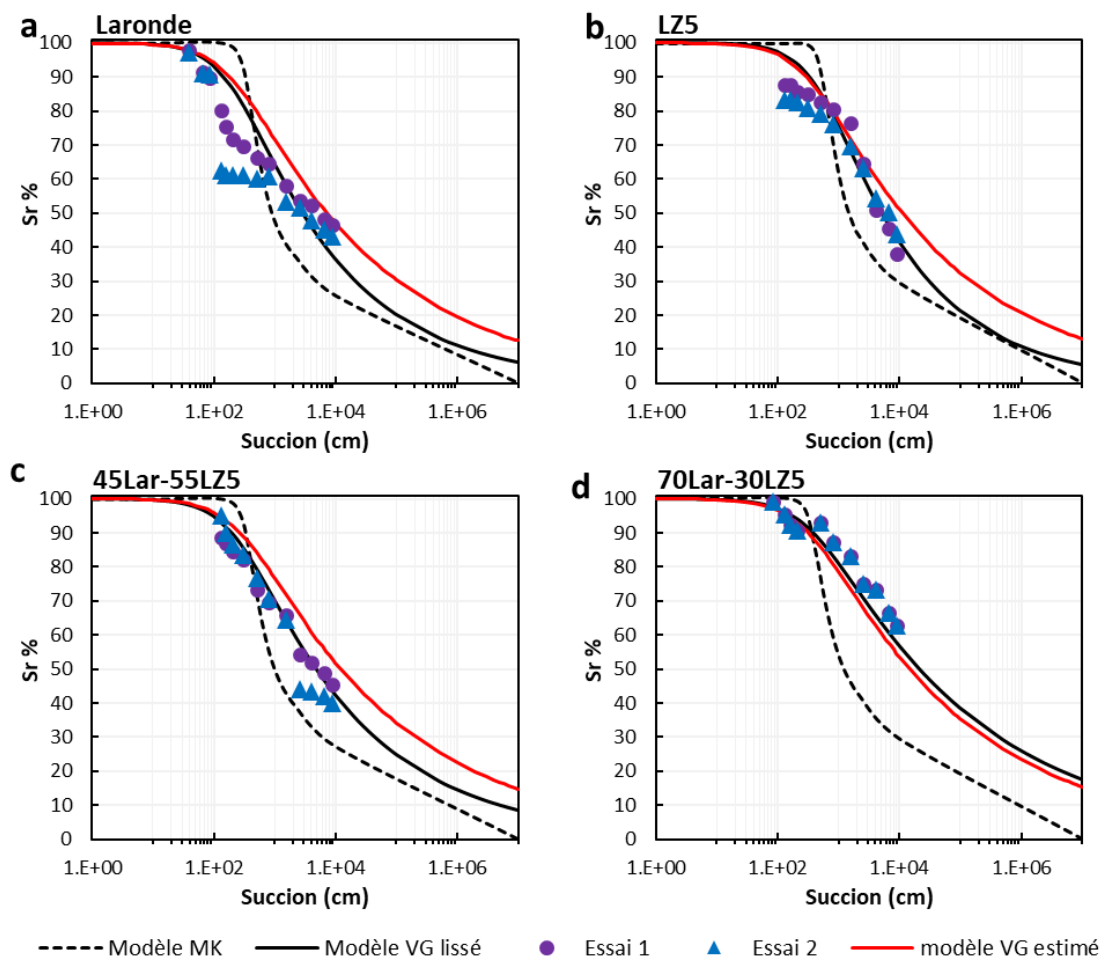 a Laronde
100
90
80
70
60
50
40
30
20
10
0
Sr %
1.E+00 1.E+02 1.E+04 1.E+06
Succion (cm)
b LZ5
100
90
80
70
60
50
40
30
20
10
0
Sr %
1.E+00 1.E+02 1.E+04 1.E+06
Succion (cm)
c 45Lar-55LZ5
100
90
80
70
60
50
40
30
20
10
0
Sr %
1.E+00 1.E+02 1.E+04 1.E+06
Succion (cm)
d 70Lar-30LZ5
100
90
80
70
60
50
40
30
20
10
0
Sr %
1.E+00 1.E+02 1.E+04 1.E+06
Succion (cm)
Modèle MK Modèle VG lissé Essai 1 Essai 2 modèle VG estimé